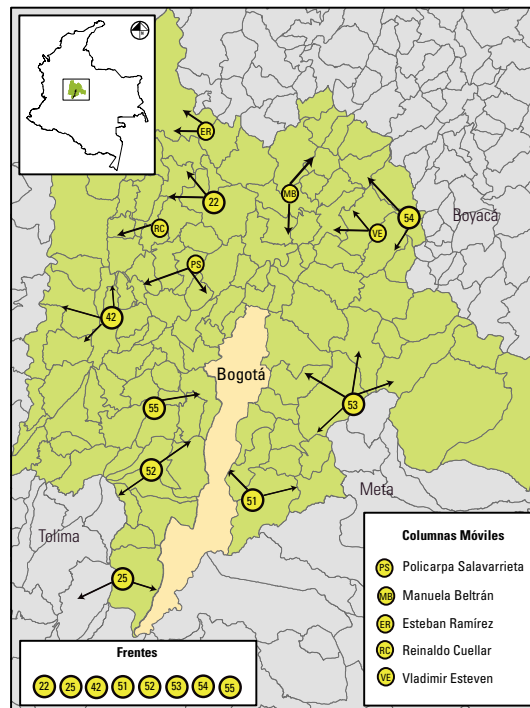 ER
MB
22
54
RC
VE
Boyacá
PS
42
Bogotá
55
53
52
51
Meta
Tolima
25
Columnas Móviles
PS Policarpa Salavarrieta
MB Manuela Beltrán
ER Esteban Ramírez
RC Reinaldo Cuellar
VE Vladimir Esteven
Frentes
22 25 42 51 52 53 54 55